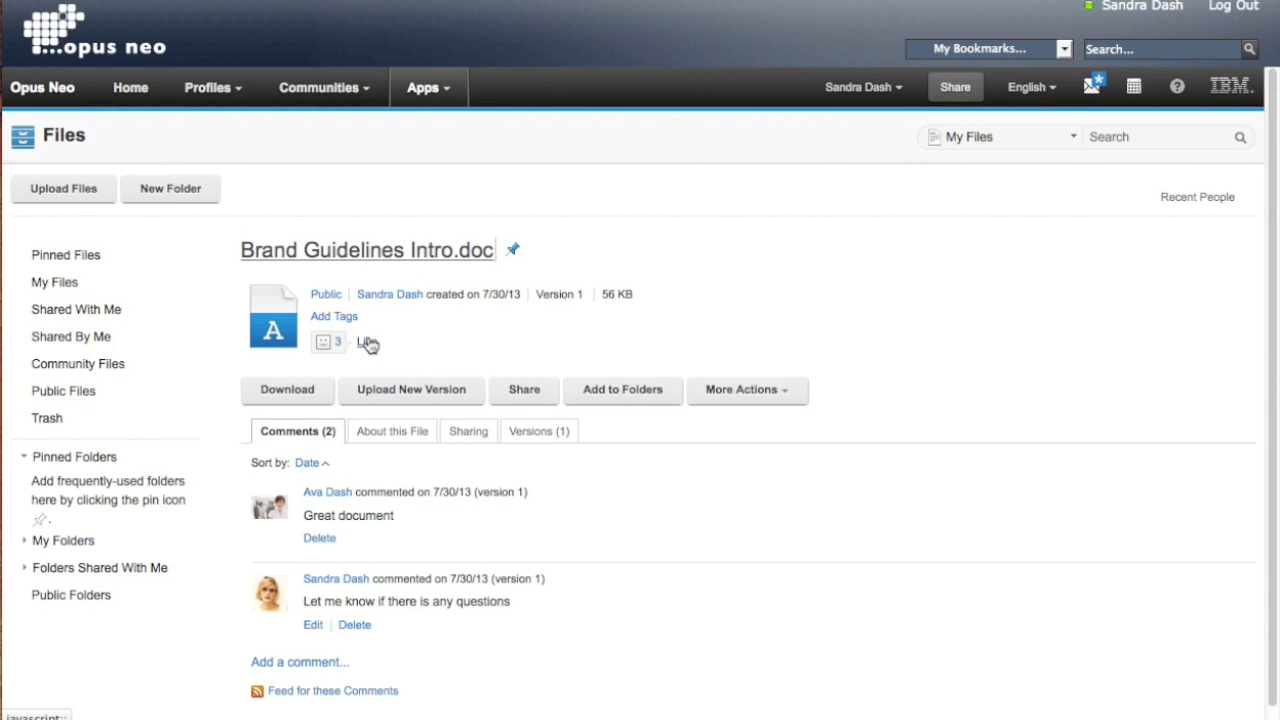 Sandra Dash Log Out
...opus neo
My Bookmarks... Search...
Opus Neo Home Profiles Communities Apps Sandra Dash Share English IBM.
Files My Files Search
Upload Files New Folder
Recent People
Brand Guidelines Intro.doc
Public Sandra Dash created on 7/30/13 Version 1 56 KB
Add Tags
3
A
Download Upload New Version Share Add to Folders More Actions
Comments (2) About this File Sharing Versions (1)
Sort by: Date
Ava Dash commented on 7/30/13 (version 1)
Great document
Delete
Sandra Dash commented on 7/30/13 (version 1)
Let me know if there is any questions
Edit Delete
Add a comment...
Feed for these Comments
Pinned Files
My Files
Shared With Me
Shared By Me
Community Files
Public Files
Trash
Pinned Folders
Add frequently-used folders
here by clicking the pin icon
.
My Folders
Folders Shared With Me
Public Folders